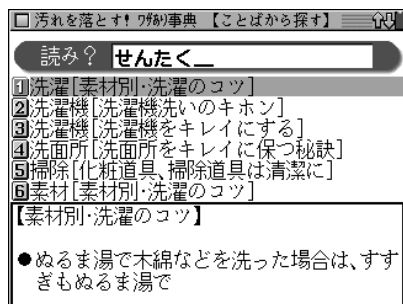 汚れを落とす! ワザあり事典 【ことばから探す】
読み? せんたく_
1洗濯[素材別・洗濯のコツ]
2洗濯機[洗濯機洗いのキホン]
3洗濯機[洗濯機をキレイにする]
4洗面所[洗面所をキレイに保つ秘訣]
5掃除[化粧道具、掃除道具は清潔に]
6素材[素材別・洗濯のコツ]
【素材別・洗濯のコツ】
●ぬるま湯で木綿などを洗った場合は、すす
ぎもぬるま湯で